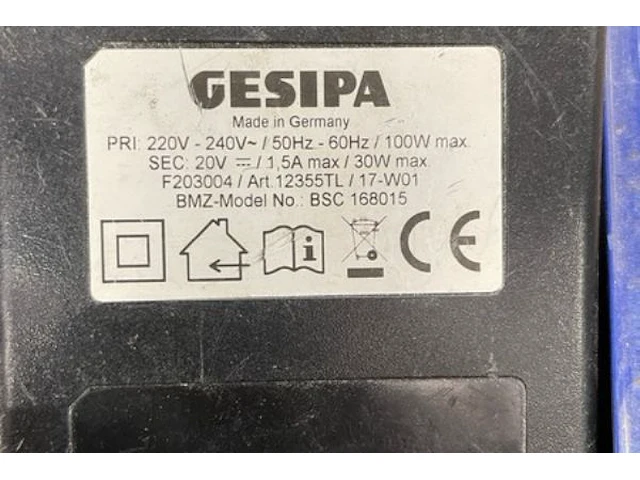 GESIPA
Made in Germany
PRI: 220V - 240V~ / 50Hz - 60Hz / 100W max.
SEC: 20V ⎓ / 1,5A max / 30W max.
F203004 / Art.12355TL / 17-W01
BMZ-Model No.: BSC 168015
i CE